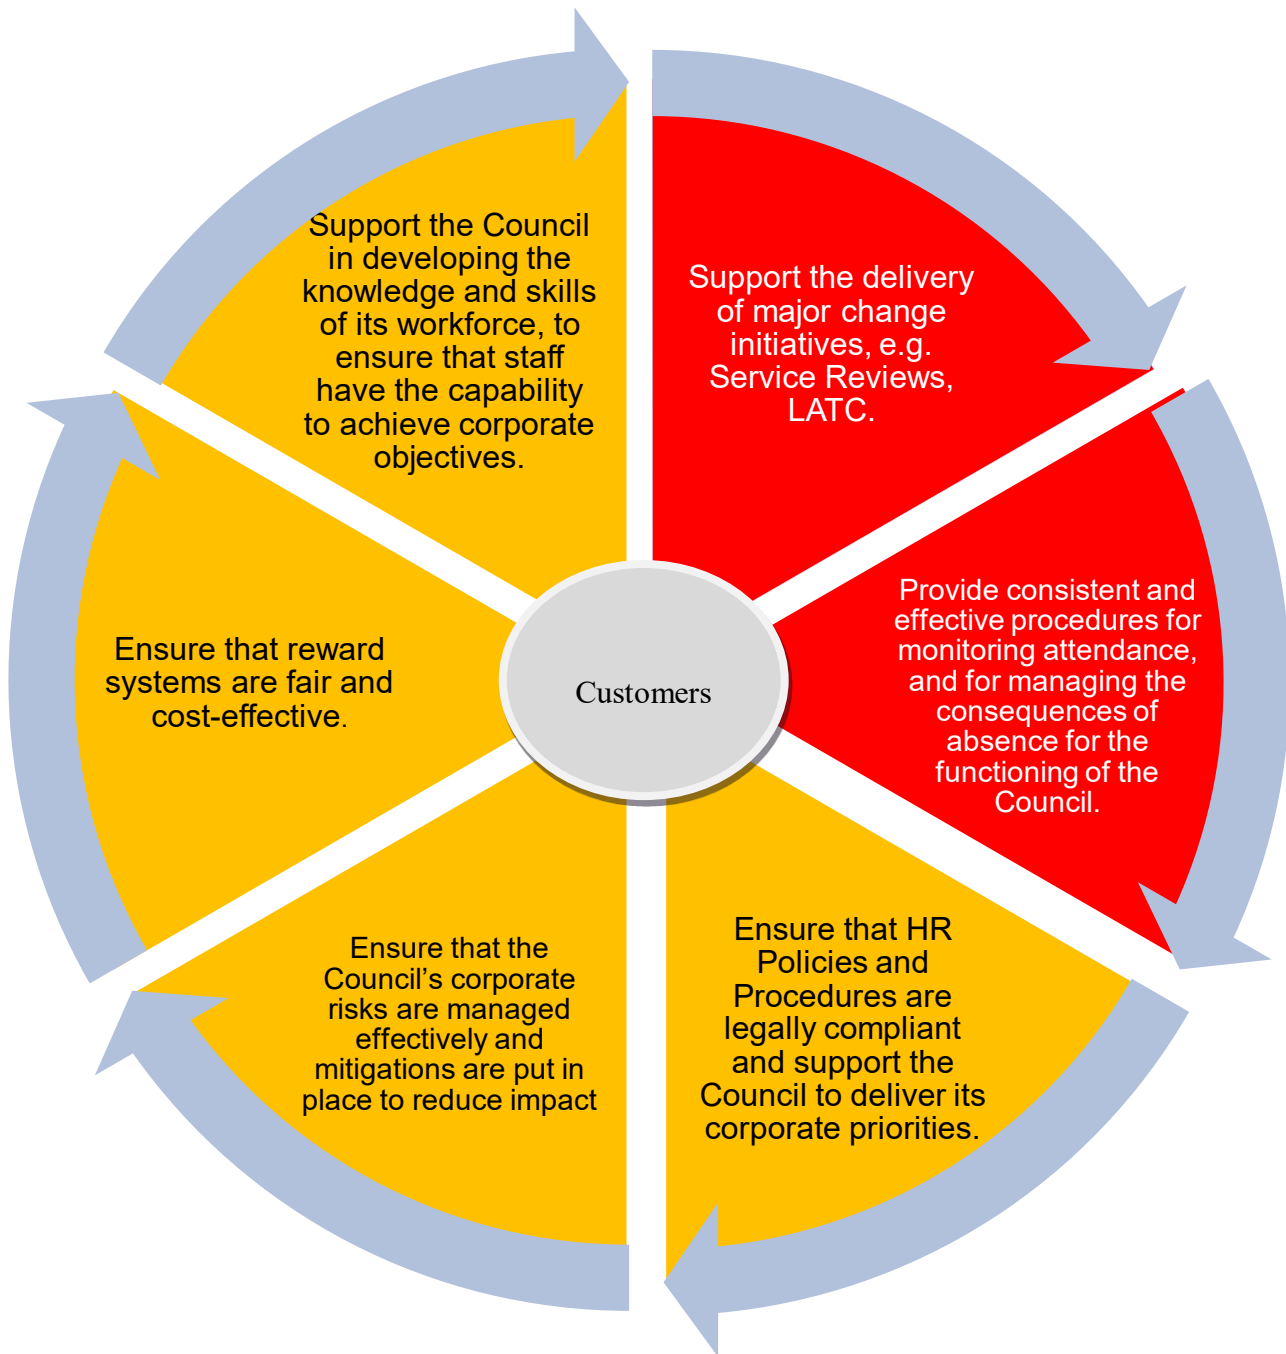 Support the Council
in developing the
knowledge and skills
of its workforce, to
ensure that staff
have the capability
to achieve corporate
objectives.
Support the delivery
of major change
initiatives, e.g.
Service Reviews,
LATC.
Provide consistent and
effective procedures for
monitoring attendance,
and for managing the
consequences of
absence for the
functioning of the
Council.
Ensure that HR
Policies and
Procedures are
legally compliant
and support the
Council to deliver its
corporate priorities.
Ensure that the
Council’s corporate
risks are managed
effectively and
mitigations are put in
place to reduce impact
Ensure that reward
systems are fair and
cost-effective.
Customers